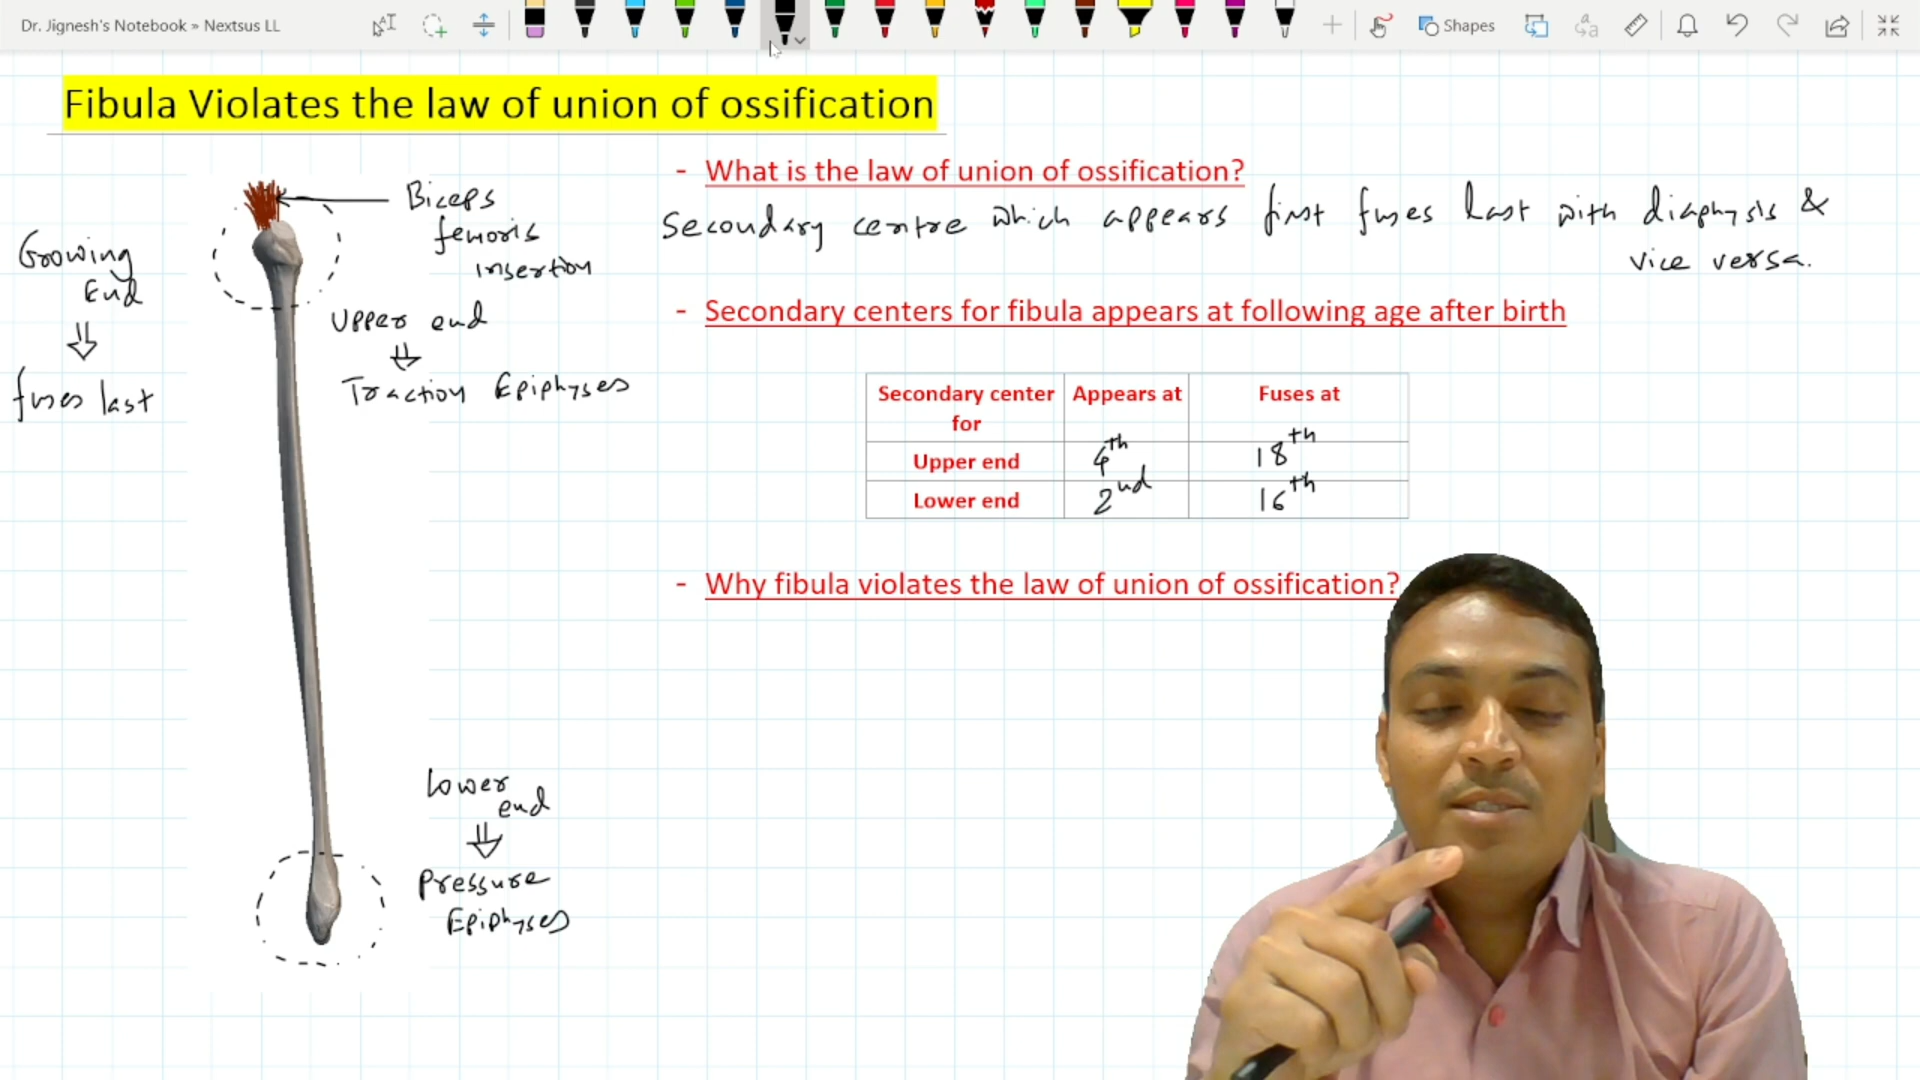 Dr. Jignesh's Notebook » Nextsus LL
Shapes
Fibula Violates the law of union of ossification
- What is the law of union of ossification?
Secondary centre which appears first fuses last with diaphysis &
vice versa.
- Secondary centers for fibula appears at following age after birth
Secondary center for Appears at Fuses at
Upper end 4th 18th
Lower end 2nd 16th
- Why fibula violates the law of union of ossification?
Biceps
femoris
insertion
Growing
End
⇓
fuses last
Upper end
⇓
Traction Epiphyses
Lower
end
⇓
Pressure
Epiphyses